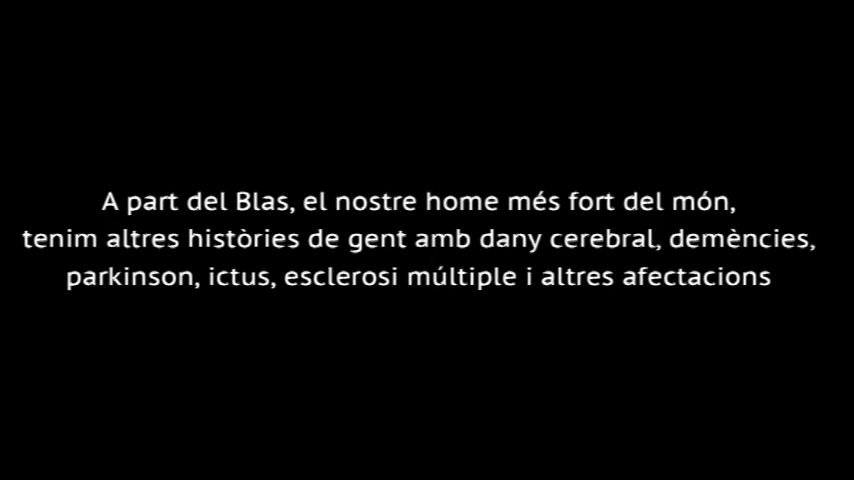 A part del Blas, el nostre home més fort del món,
tenim altres històries de gent amb dany cerebral, demències,
parkinson, ictus, esclerosi múltiple i altres afectacions